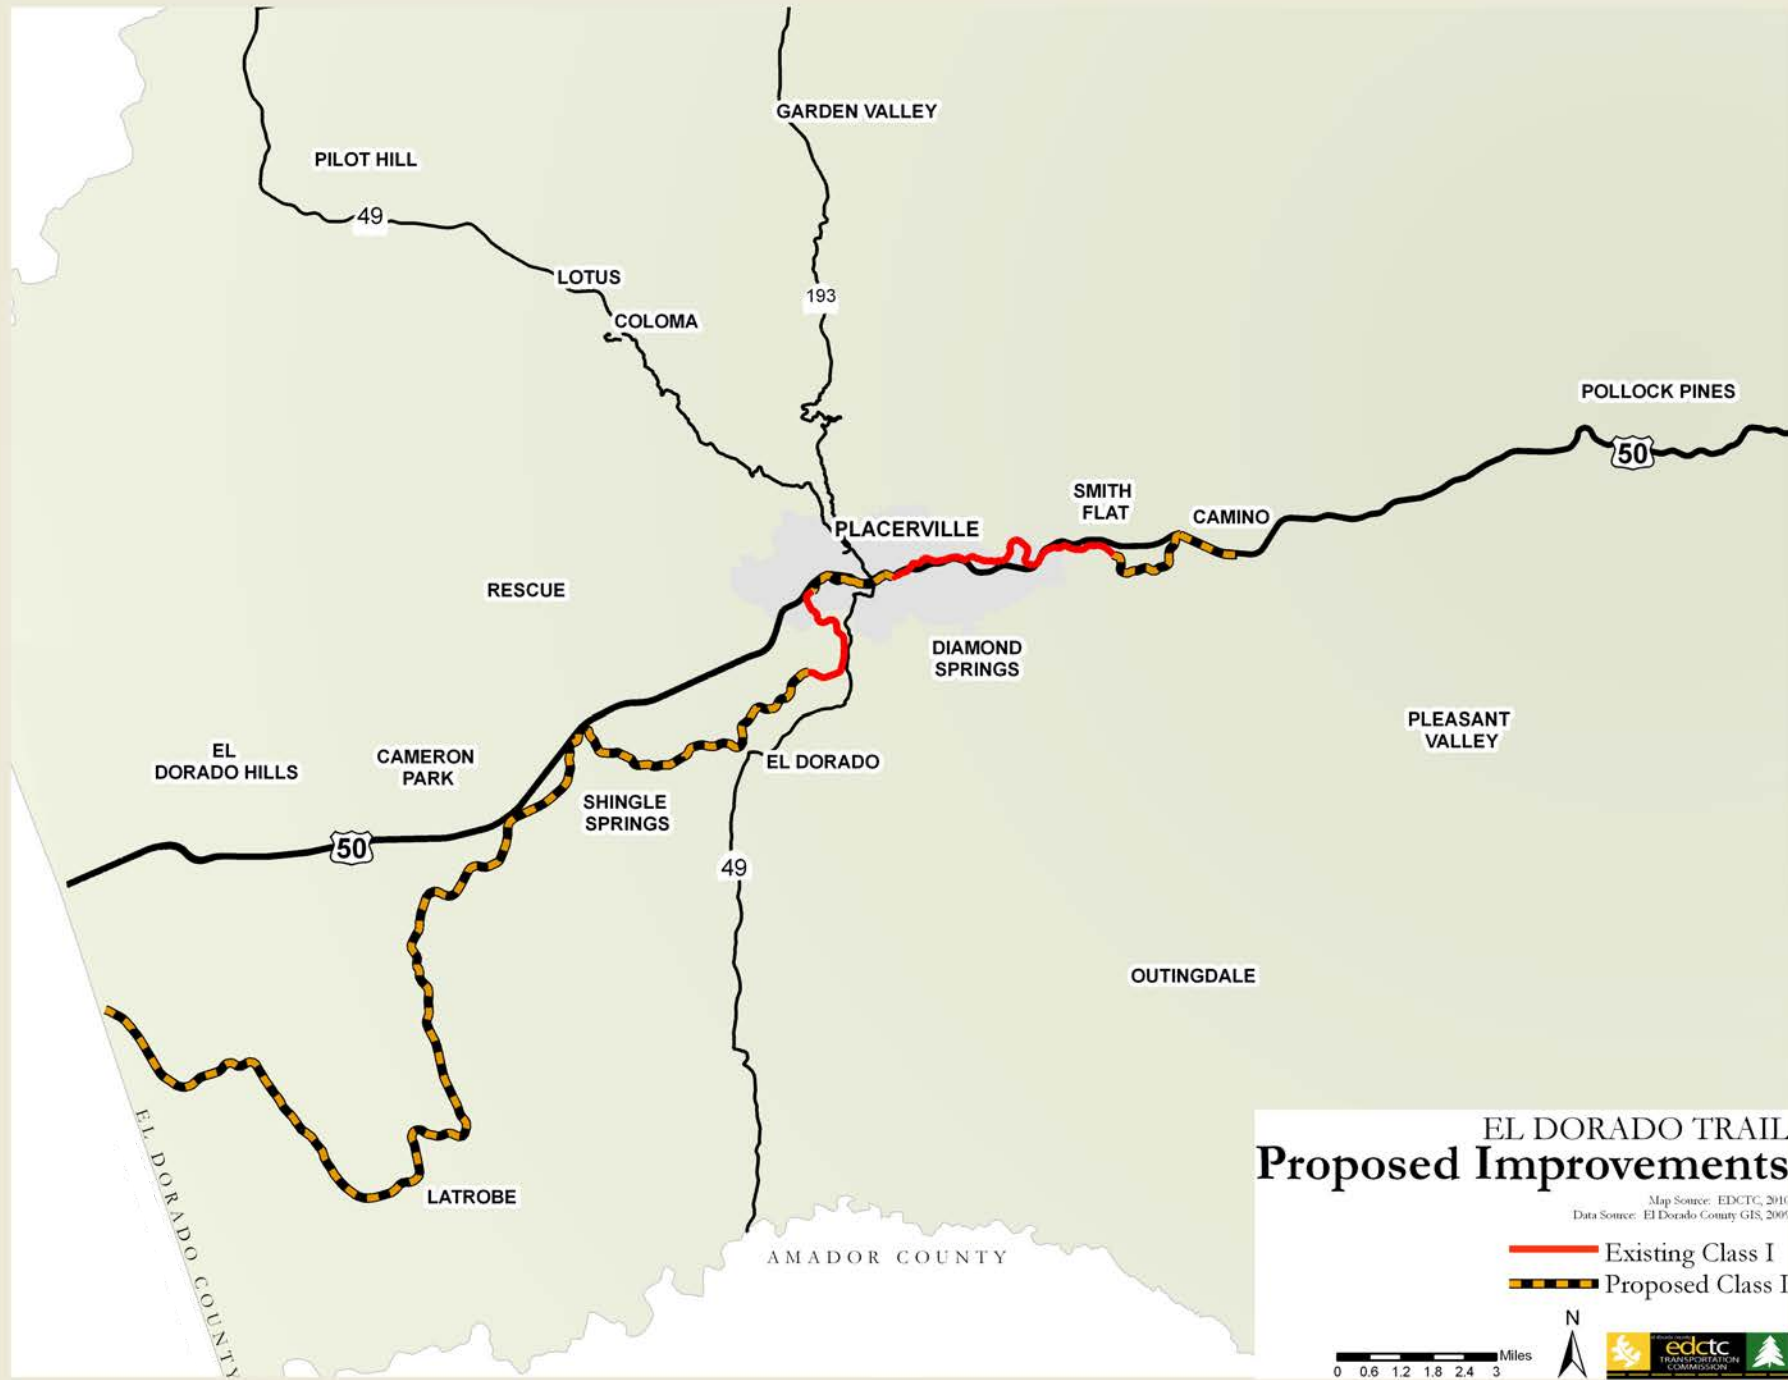 GARDEN VALLEY
PILOT HILL
49
LOTUS
193
COLOMA
POLLOCK PINES
50
SMITH
FLAT
CAMINO
PLACERVILLE
RESCUE
DIAMOND
SPRINGS
PLEASANT
VALLEY
EL
DORADO HILLS
CAMERON
PARK
EL DORADO
SHINGLE
SPRINGS
50
49
OUTINGDALE
LATROBE
EL DORADO COUNTY
AMADOR COUNTY
EL DORADO TRAIL
Proposed Improvements
Map Source: EDCTC, 2010
Data Source: El Dorado County GIS, 2009
Existing Class I
Proposed Class I
N
Miles
0 0.6 1.2 1.8 2.4 3
edctc
TRANSPORTATION
COMMISSION